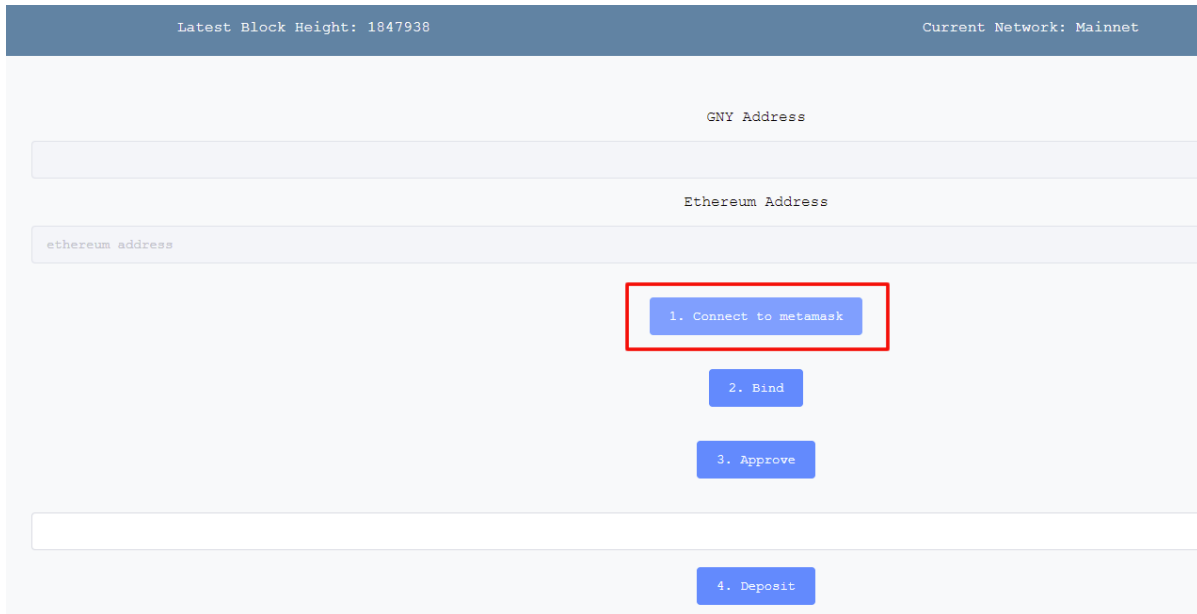 Latest Block Height: 1847938 Current Network: Mainnet
GNY Address
Ethereum Address
ethereum address
1. Connect to metamask
2. Bind
3. Approve
4. Deposit